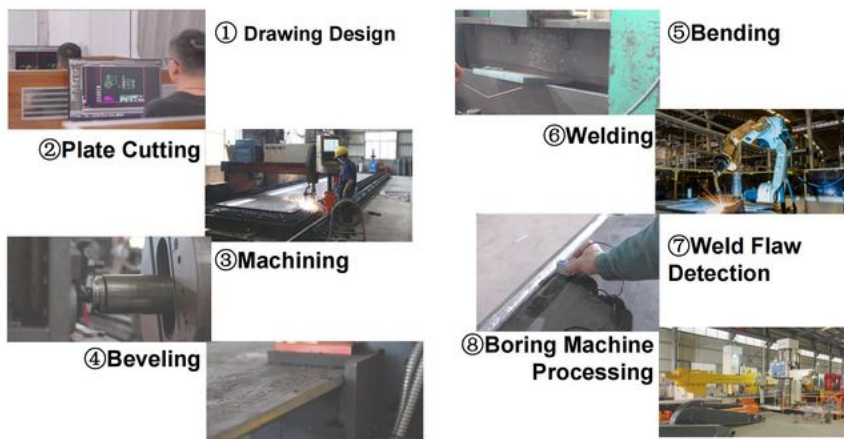 ① Drawing Design
②Plate Cutting
③Machining
④Beveling
⑤Bending
⑥Welding
⑦Weld Flaw
Detection
⑧Boring Machine
Processing